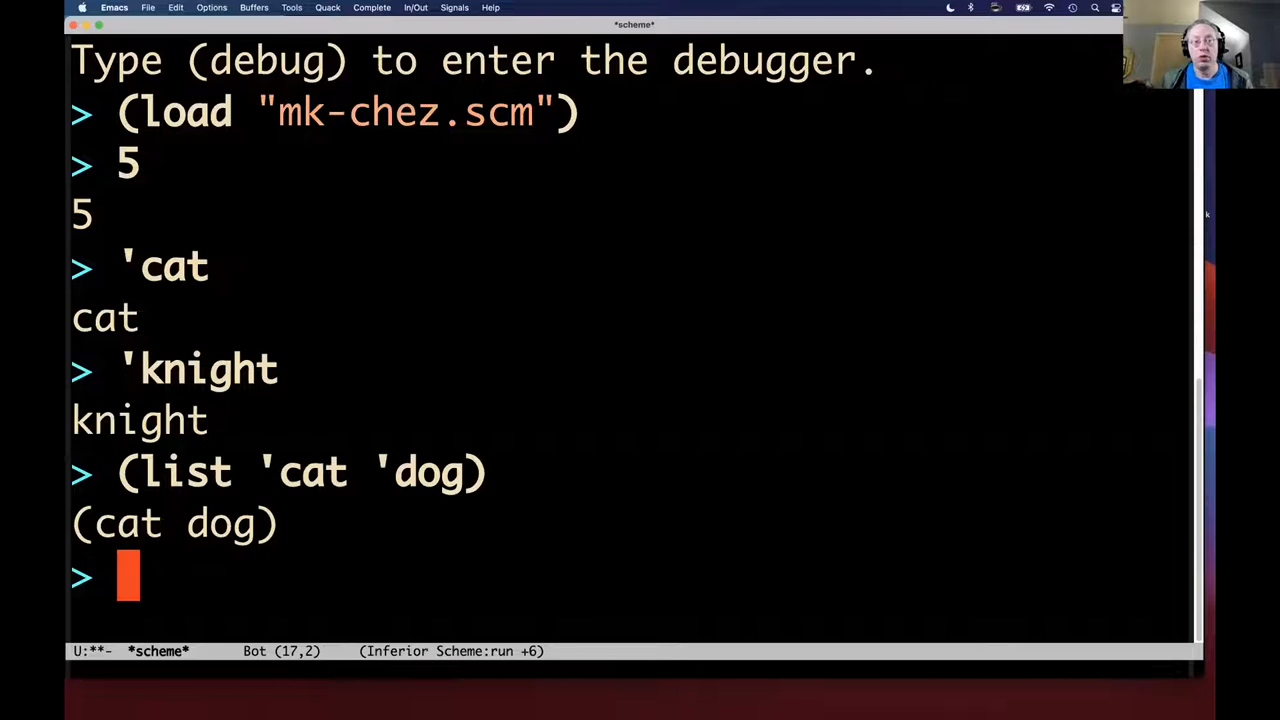 Emacs File Edit Options Buffers Tools Quack Complete In/Out Signals Help
*scheme*
Type (debug) to enter the debugger.
> (load "mk-chez.scm")
> 5
5
> 'cat
cat
> 'knight
knight
> (list 'cat 'dog)
(cat dog)
>
U:**- *scheme* Bot (17,2) (Inferior Scheme:run +6)
k